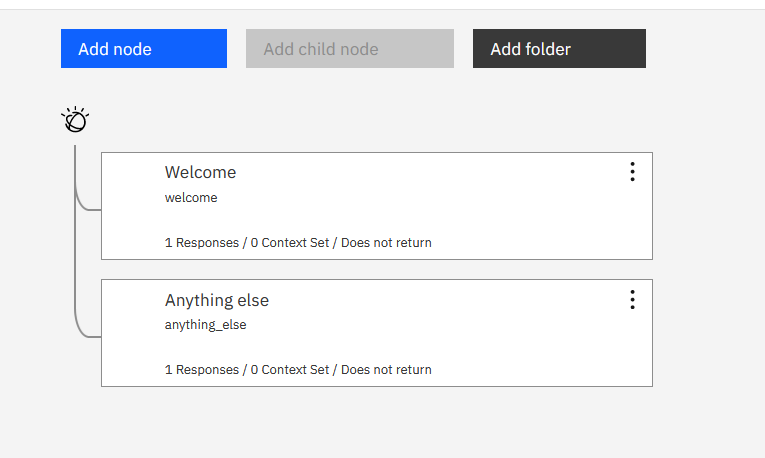 Add node
Add child node
Add folder
Welcome
welcome
1 Responses / 0 Context Set / Does not return
Anything else
anything_else
1 Responses / 0 Context Set / Does not return